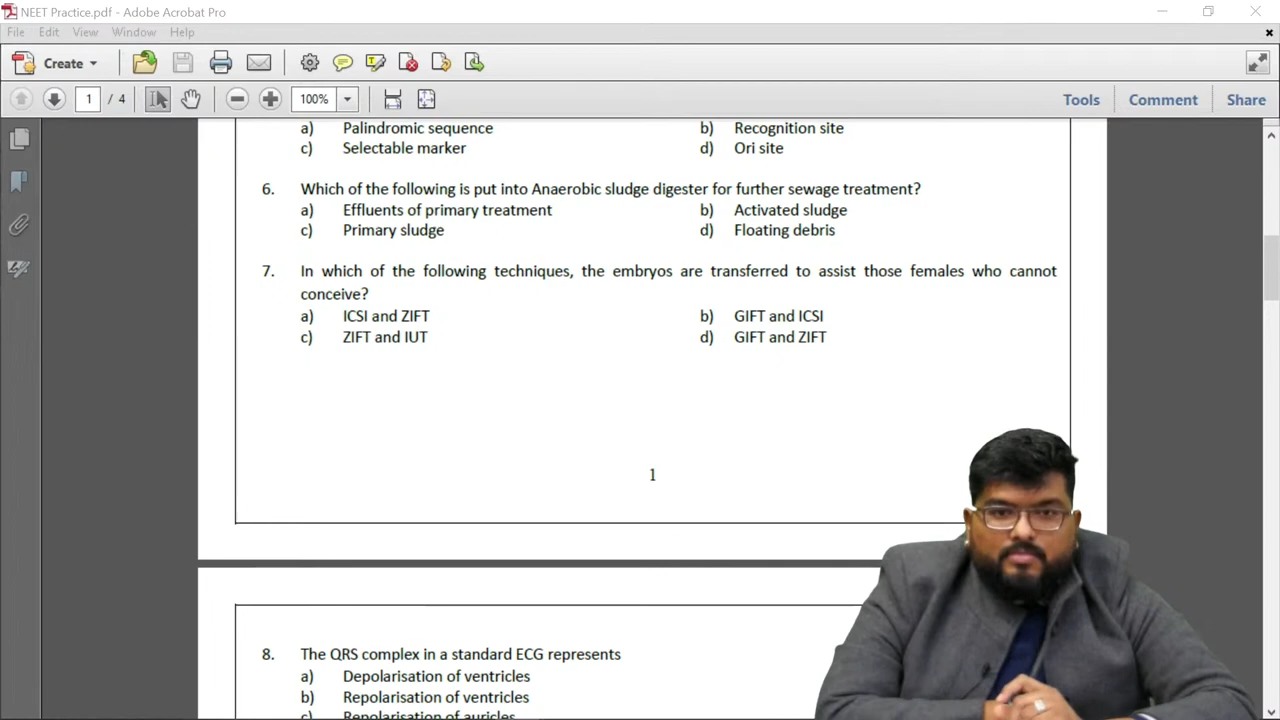 NEET Practice.pdf - Adobe Acrobat Pro
File Edit View Window Help
Create
1 / 4 100% Tools Comment Share
a) Palindromic sequence b) Recognition site
c) Selectable marker d) Ori site
6. Which of the following is put into Anaerobic sludge digester for further sewage treatment?
a) Effluents of primary treatment b) Activated sludge
c) Primary sludge d) Floating debris
7. In which of the following techniques, the embryos are transferred to assist those females who cannot
conceive?
a) ICSI and ZIFT b) GIFT and ICSI
c) ZIFT and IUT d) GIFT and ZIFT
1
8. The QRS complex in a standard ECG represents
a) Depolarisation of ventricles
b) Repolarisation of ventricles
c) Repolarisation of auricles